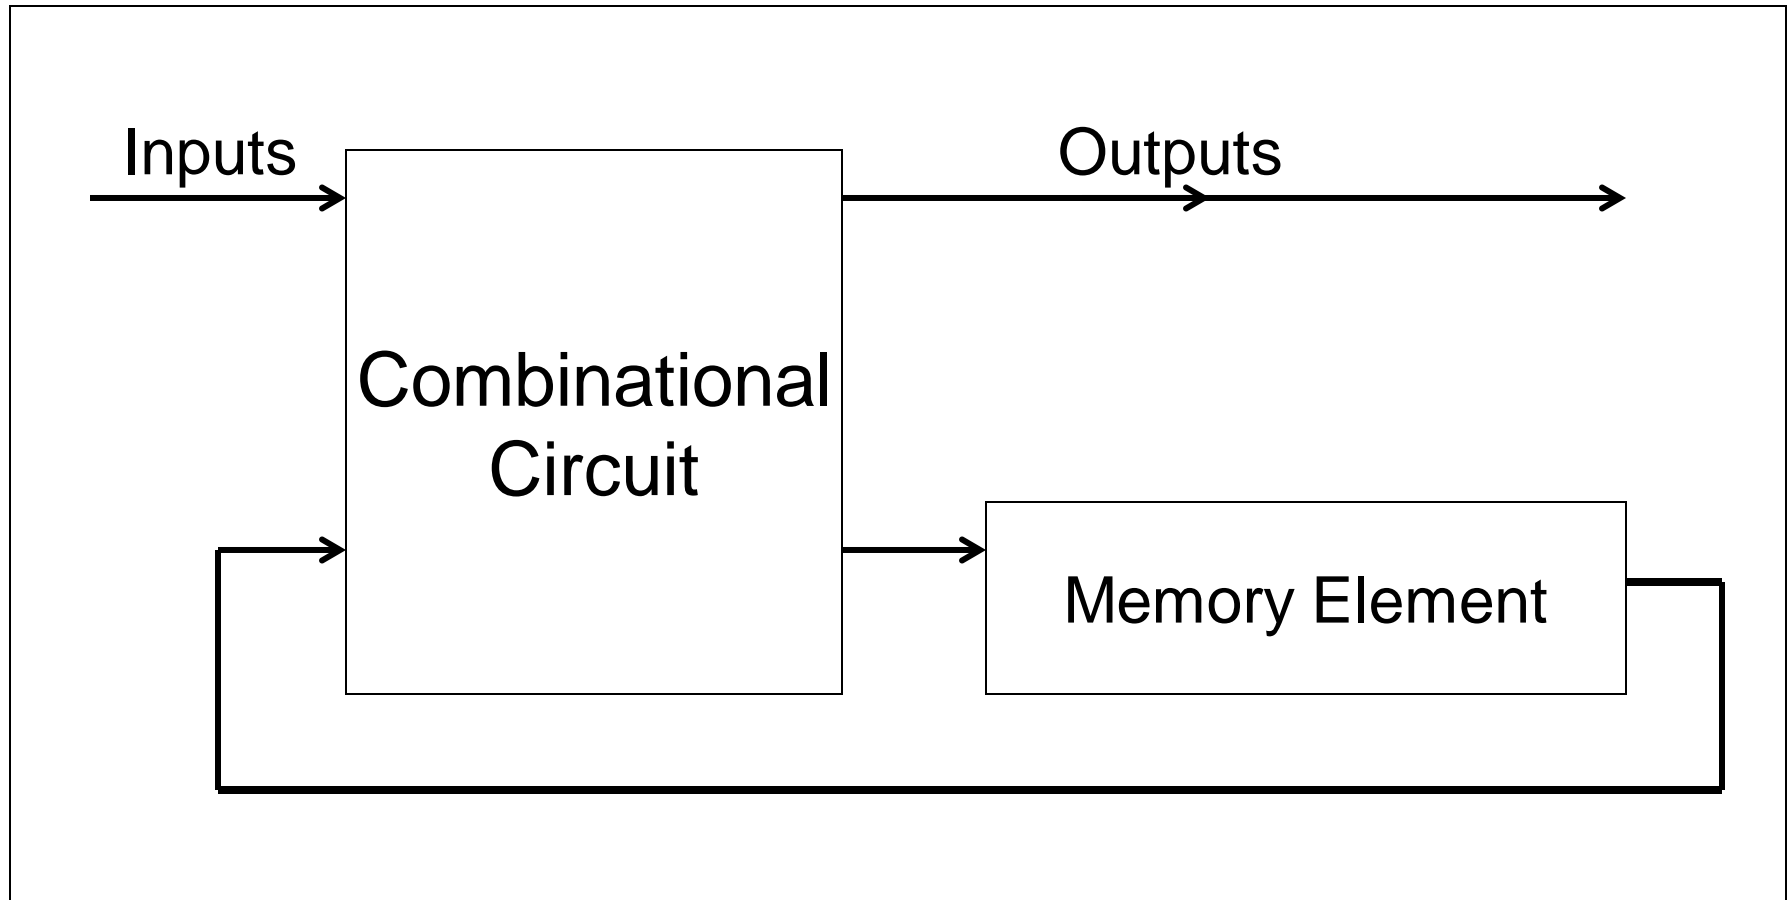 Inputs
Outputs
Combinational
Circuit
Memory Element